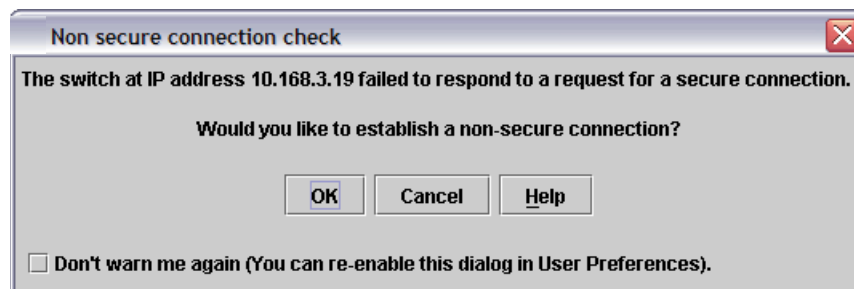 Non secure connection check
The switch at IP address 10.168.3.19 failed to respond to a request for a secure connection.
Would you like to establish a non-secure connection?
OK Cancel Help
Don't warn me again (You can re-enable this dialog in User Preferences).